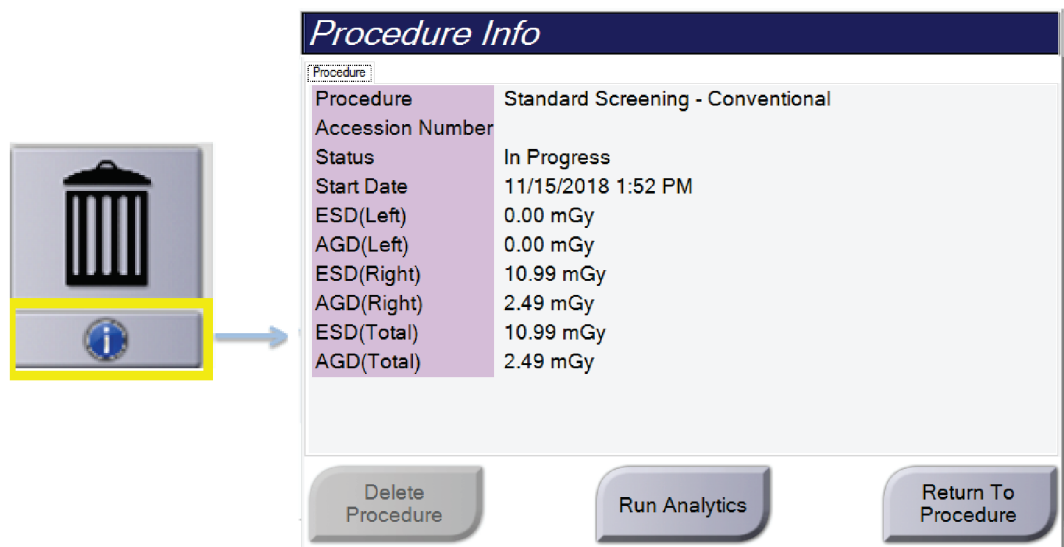 Procedure Info
Procedure
Procedure Standard Screening - Conventional
Accession Number
Status In Progress
Start Date 11/15/2018 1:52 PM
ESD(Left) 0.00 mGy
AGD(Left) 0.00 mGy
ESD(Right) 10.99 mGy
AGD(Right) 2.49 mGy
ESD(Total) 10.99 mGy
AGD(Total) 2.49 mGy
Delete
Procedure
Run Analytics
Return To
Procedure